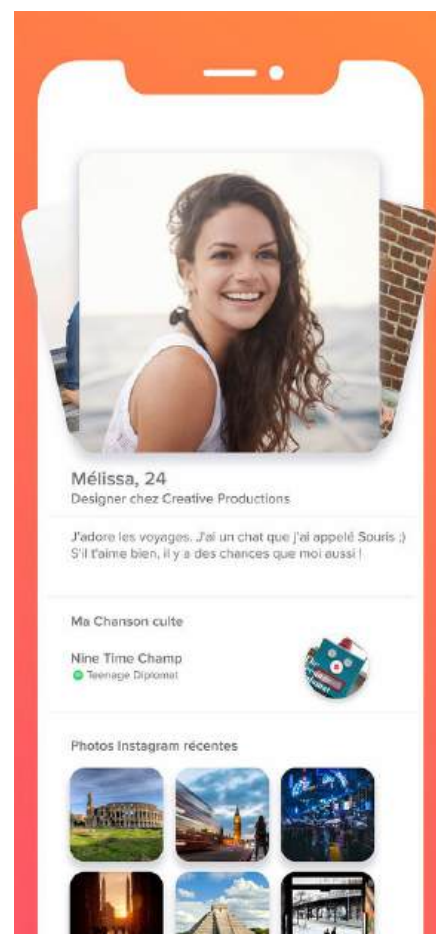 Mélissa, 24
Designer chez Creative Productions
J'adore les voyages. J'ai un chat que j'ai appelé Souris ;)
S'il t'aime bien, il y a des chances que moi aussi !
Ma Chanson culte
Nine Time Champ
Teenage Diplomat
Photos Instagram récentes